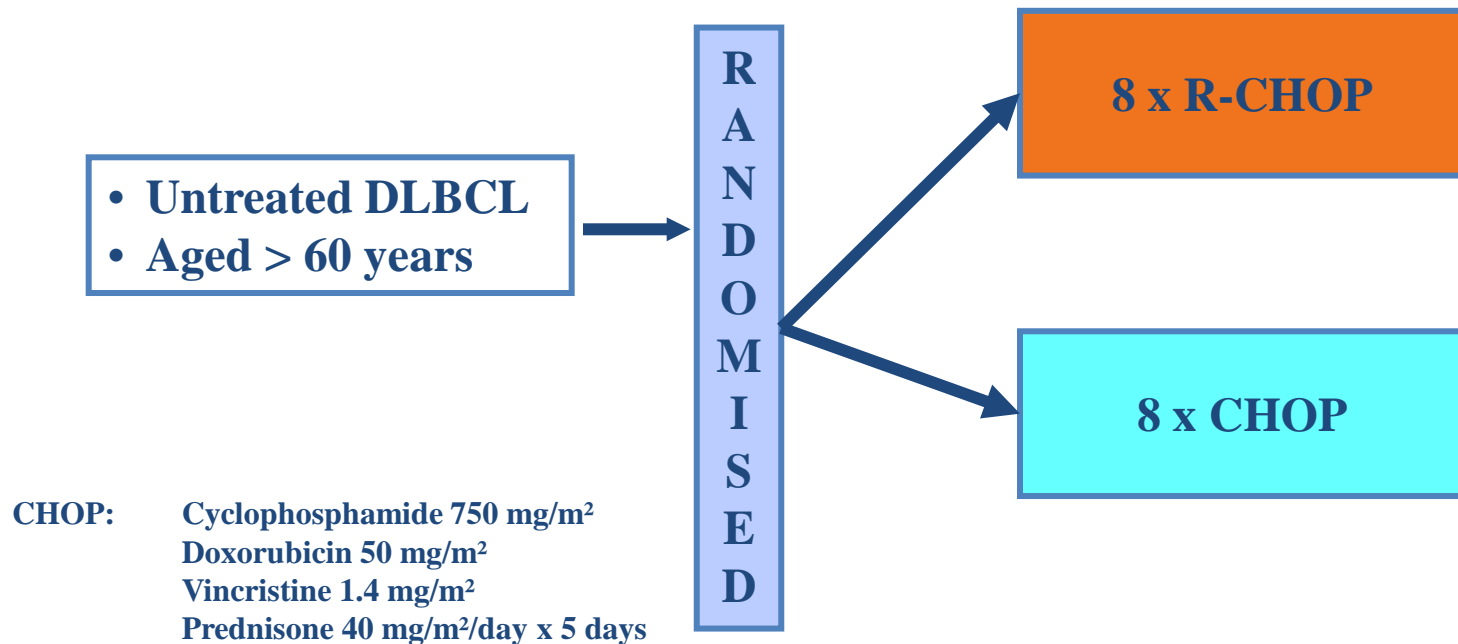 • Untreated DLBCL
• Aged > 60 years
R
A
N
D
O
M
I
S
E
D
8 x R-CHOP
8 x CHOP
CHOP: Cyclophosphamide 750 mg/m²
Doxorubicin 50 mg/m²
Vincristine 1.4 mg/m²
Prednisone 40 mg/m²/day x 5 days